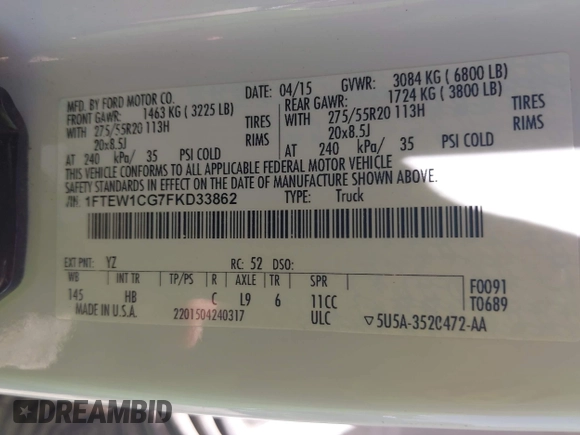 MFD. BY FORD MOTOR CO.
DATE: 04/15 GVWR: 3084 KG ( 6800 LB)
FRONT GAWR: 1463 KG ( 3225 LB)
REAR GAWR: 1724 KG ( 3800 LB)
WITH 275/55R20 113H TIRES
WITH 275/55R20 113H TIRES
20x8.5J RIMS
20x8.5J RIMS
AT 240 kPa/ 35 PSI COLD
AT 240 kPa/ 35 PSI COLD
THIS VEHICLE CONFORMS TO ALL APPLICABLE FEDERAL MOTOR VEHICLE
SAFETY STANDARDS IN EFFECT ON THE DATE OF MANUFACTURE SHOWN ABOVE.
VIN: 1FTEW1CG7FKD33862 TYPE: Truck
EXT PNT: YZ RC: 52 DSO:
WB INT TR TP/PS R AXLE TR SPR
145 HB C L9 6 11CC
F0091
T0689
MADE IN U.S.A. 2201504240317 ULC
▽5U5A-3520472-AA
DREAMBID